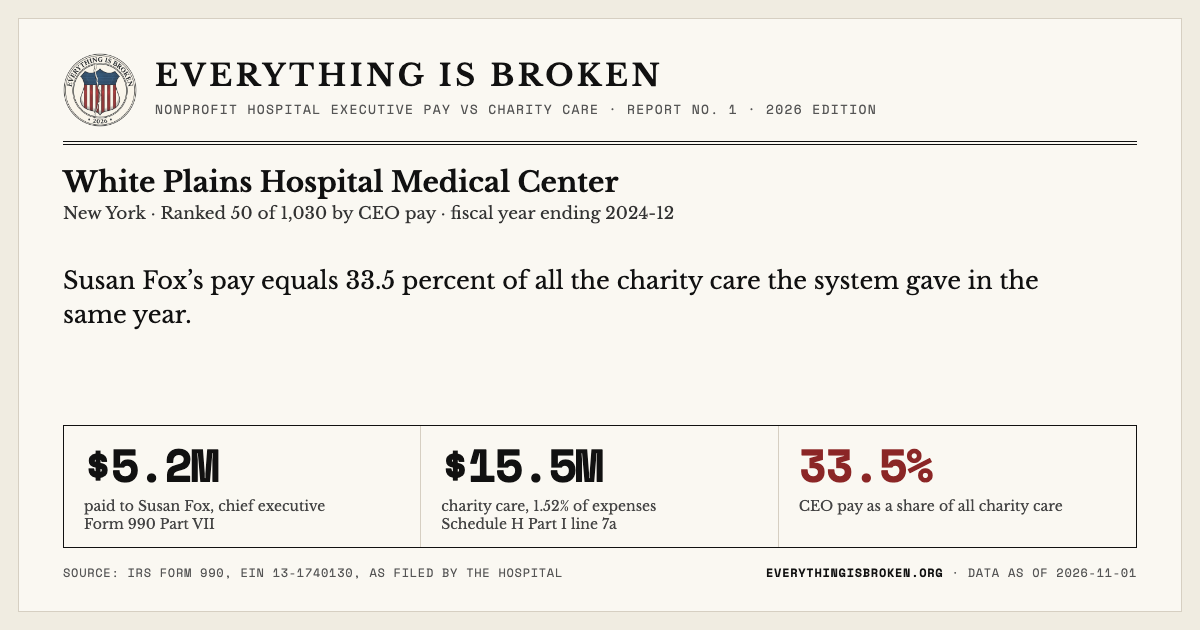 EVERYTHING IS BROKEN
· 2026 ·
EVERYTHING IS BROKEN
NONPROFIT HOSPITAL EXECUTIVE PAY VS CHARITY CARE · REPORT NO. 1 · 2026 EDITION
White Plains Hospital Medical Center
New York · Ranked 50 of 1,030 by CEO pay · fiscal year ending 2024-12
Susan Fox’s pay equals 33.5 percent of all the charity care the system gave in the
same year.
$5.2M
paid to Susan Fox, chief executive
Form 990 Part VII
$15.5M
charity care, 1.52% of expenses
Schedule H Part I line 7a
33.5%
CEO pay as a share of all charity care
SOURCE: IRS FORM 990, EIN 13-1740130, AS FILED BY THE HOSPITAL
EVERYTHINGISBROKEN.ORG · DATA AS OF 2026-11-01